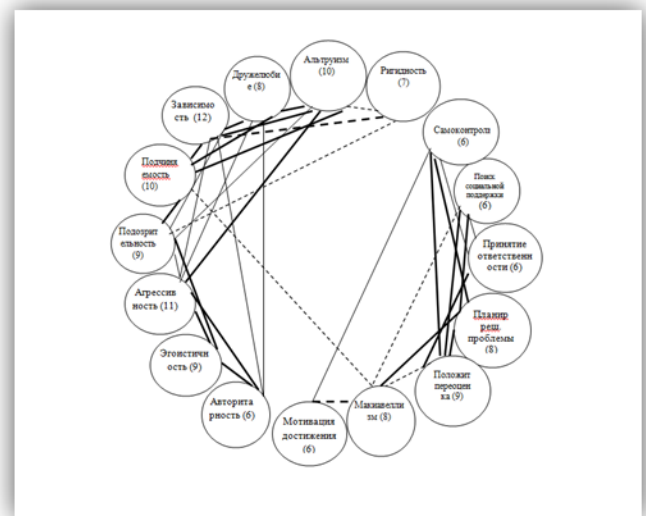 Альтруизм
(10)
Ригидность
(7)
Самоконтроль
(6)
Поиск
социальной
поддержки
(6)
Принятие
ответственн
ости (6)
Планир
реш.
проблемы
(8)
Положит
переоцен
ка (9)
Макиавелли
зм (8)
Мотивация
достижения
(6)
Авторита
рность (6)
Эгоистичн
ость (9)
Агрессив
ность (11)
Подозрит
ельность
(9)
Подчиня
емость
(10)
Зависимо
сть (12)
Дружелюби
е (8)